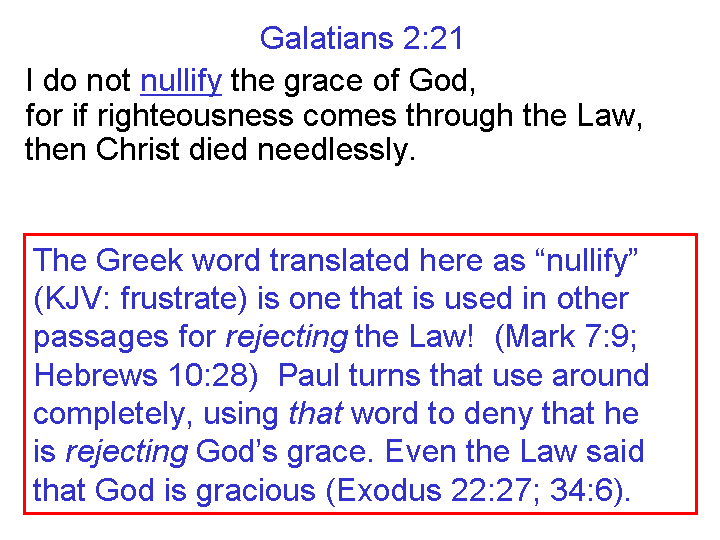 Galatians 2:21
I do not nullify the grace of God,
for if righteousness comes through the Law,
then Christ died needlessly.
The Greek word translated here as “nullify”
(KJV: frustrate) is one that is used in other
passages for rejecting the Law!  (Mark 7:9;
Hebrews 10:28)  Paul turns that use around
completely, using that word to deny that he
is rejecting God’s grace. Even the Law said
that God is gracious (Exodus 22:27; 34:6).